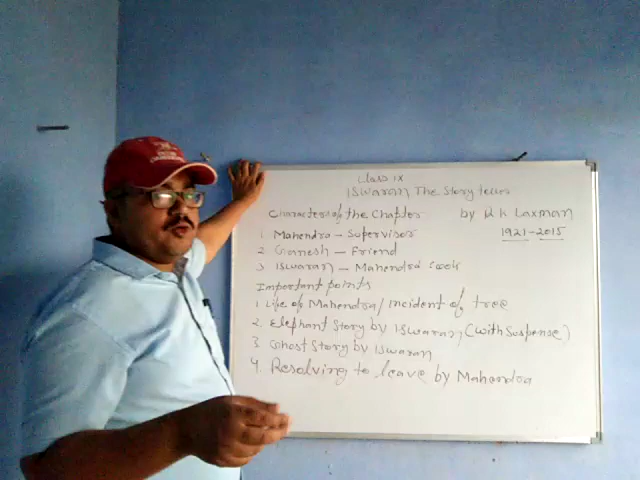 Class IX
Iswaran The Story teller
Characters of the Chapter by R K Laxman
1. Mahendra - Supervisor 1921-2015
2 Ganesh - Friend
3 Iswaran - Mahendra cook
Important points
1. Life of Mahendra/ Incident of tree
2. Elephant Story by Iswaran (with Suspense)
3 Ghost Story by Iswaran
4. Resolving to leave by Mahendra